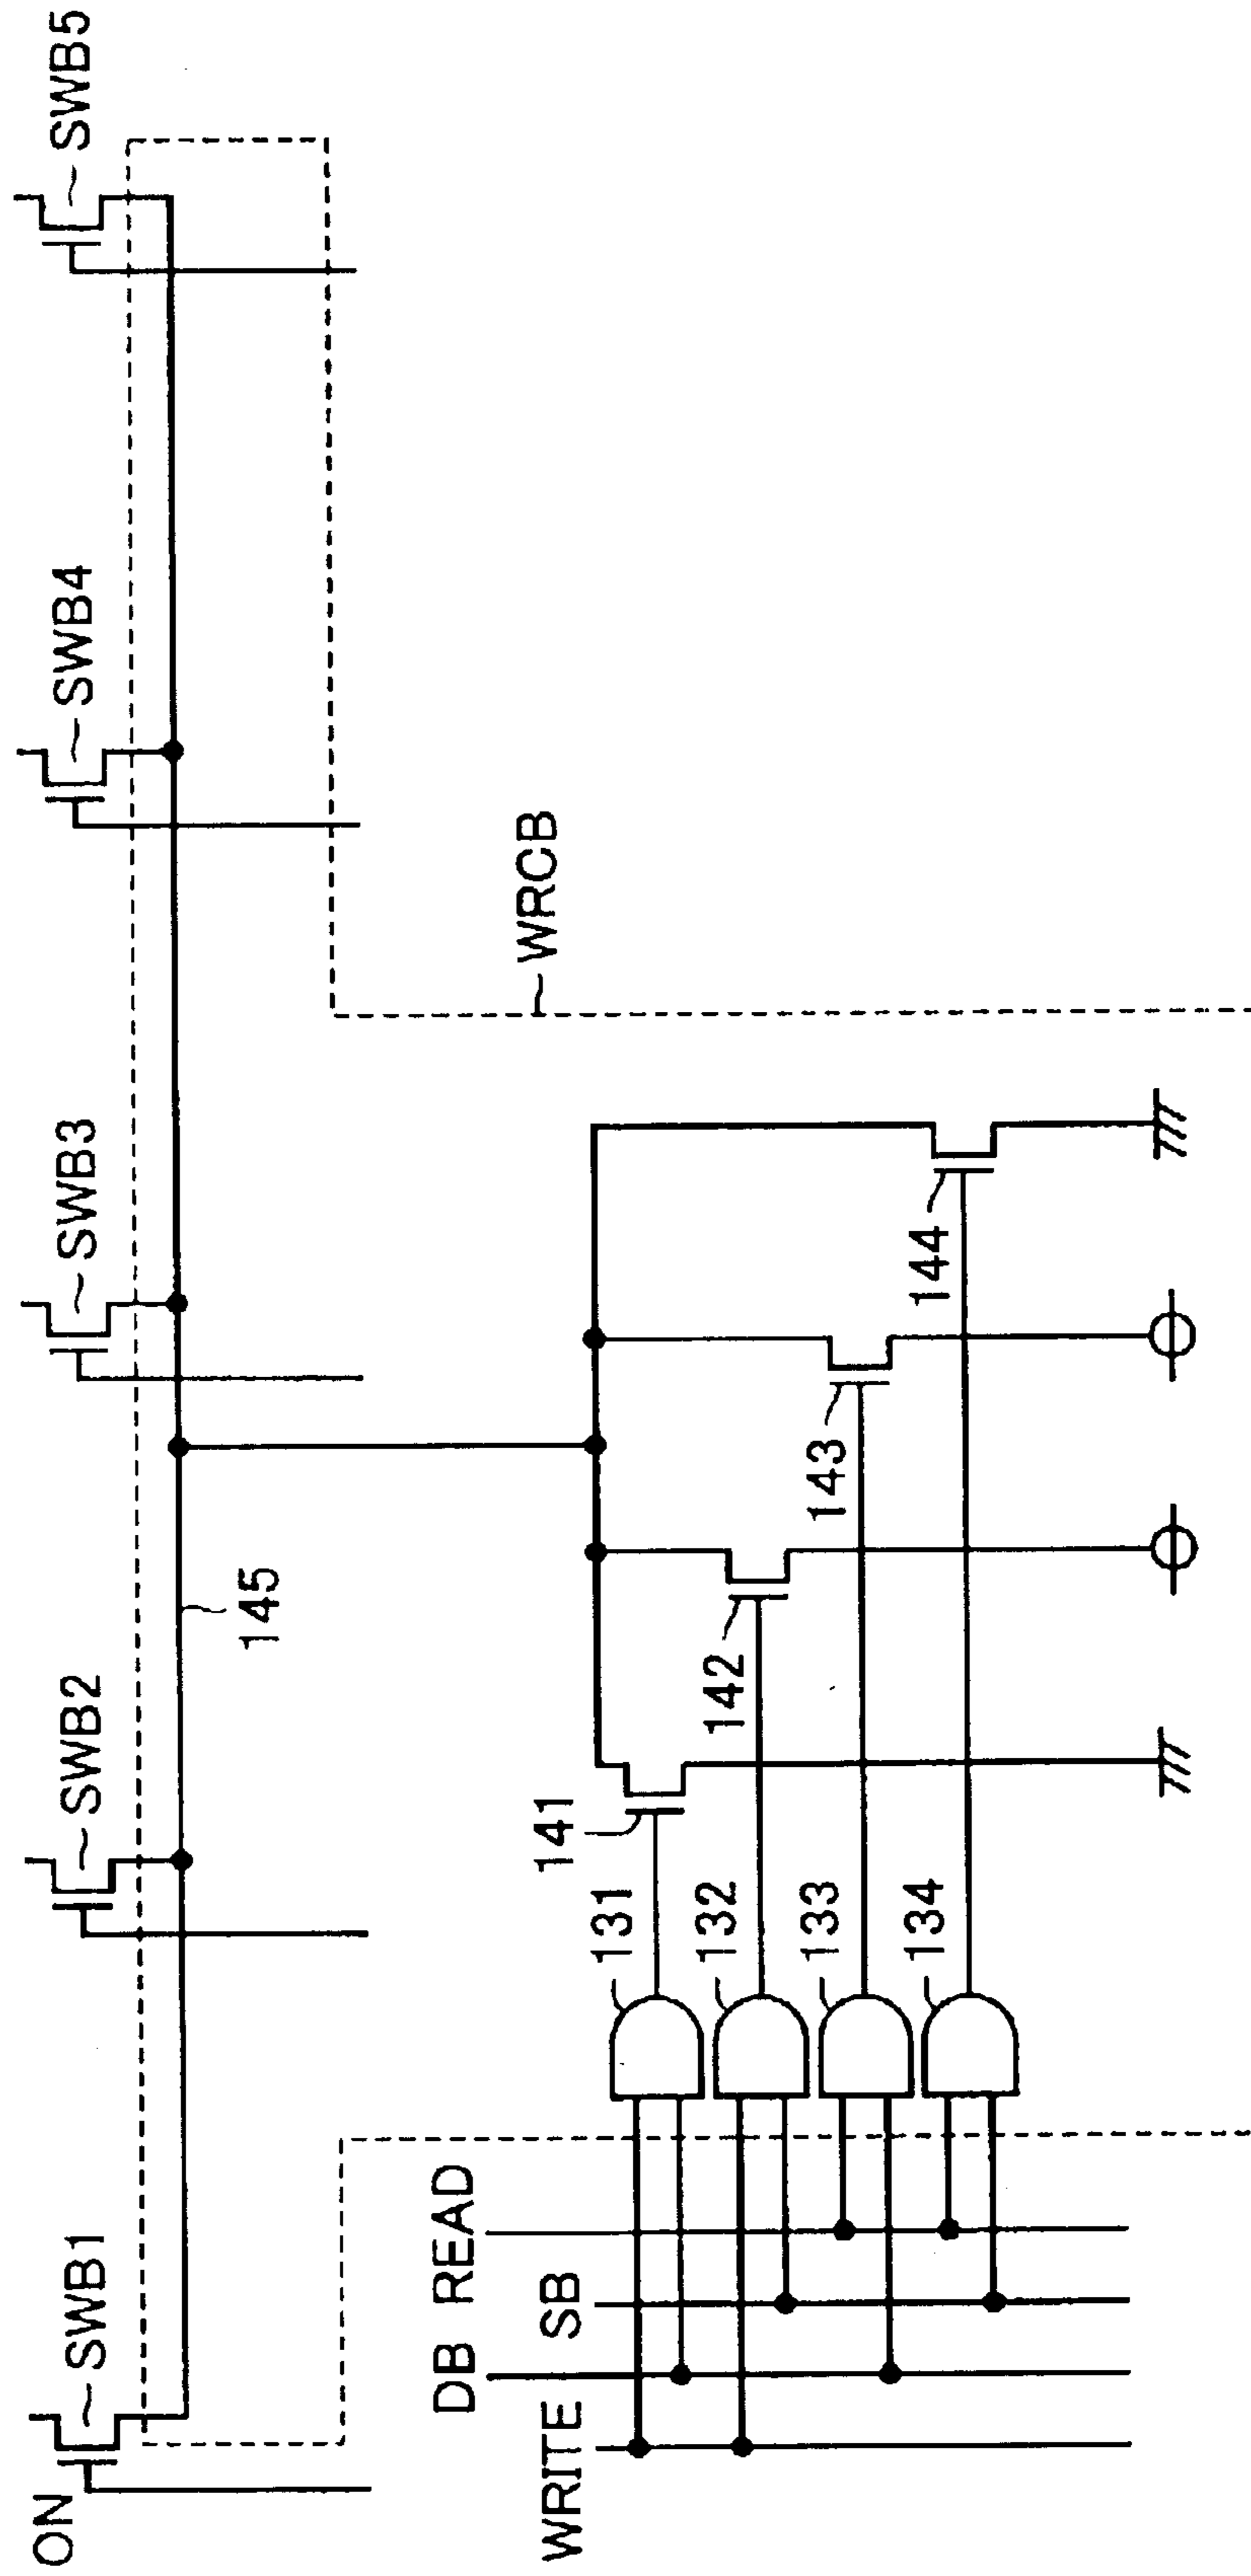 ON
SWB1
SWB2
SWB3
SWB4
SWB5
145
WRCB
WRITE
DB
SB
READ
131
132
133
134
141
142
143
144